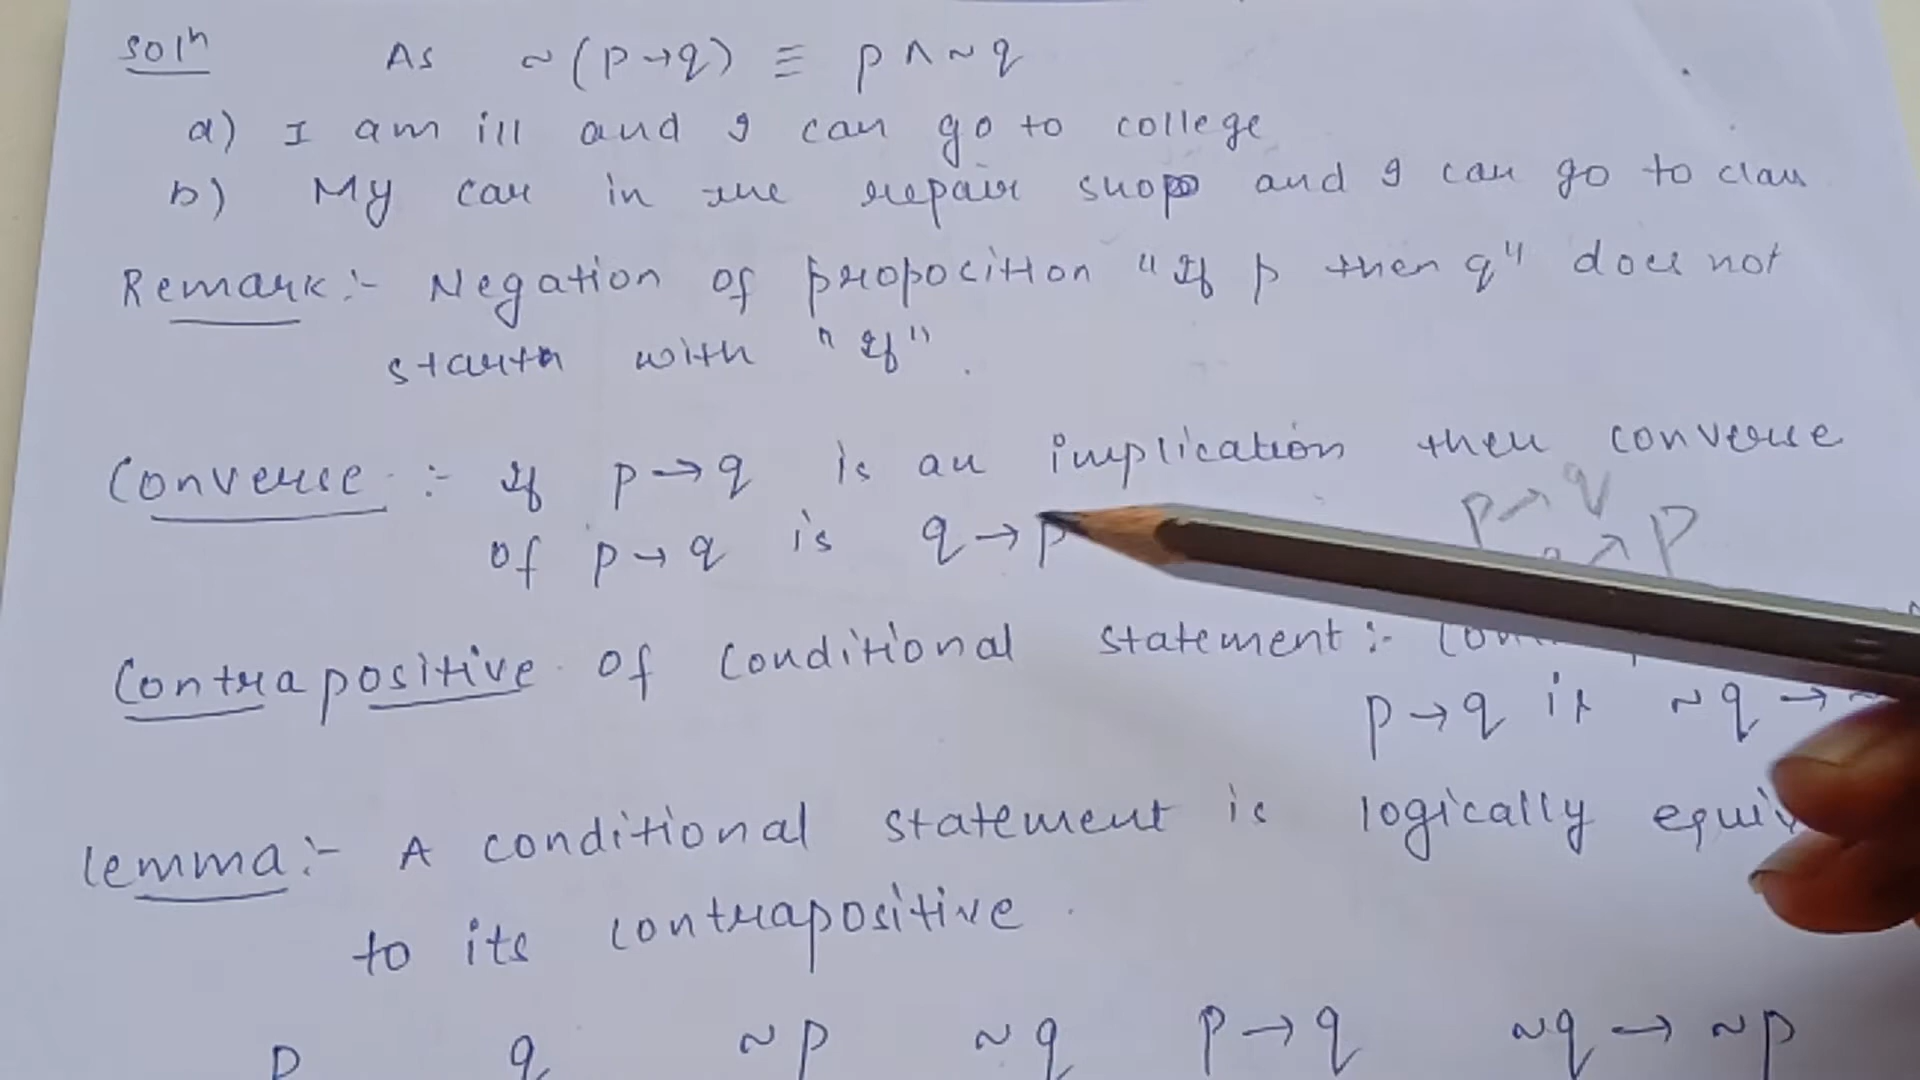 Solⁿ As ~(p→q) ≡ p∧~q
a) I am ill and I can go to college
b) My car in the repair shop and I can go to class
Remark:- Negation of propocition "If p then q" does not
start with "If".
Converse :- If p→q is an implication then converse
of p→q is q→p
p→q
→p
Contrapositive of conditional statement:-
p→q is ~q→
Lemma:- A conditional statement is logically
to its contrapositive.
p q ~p ~q p→q ~q→~p